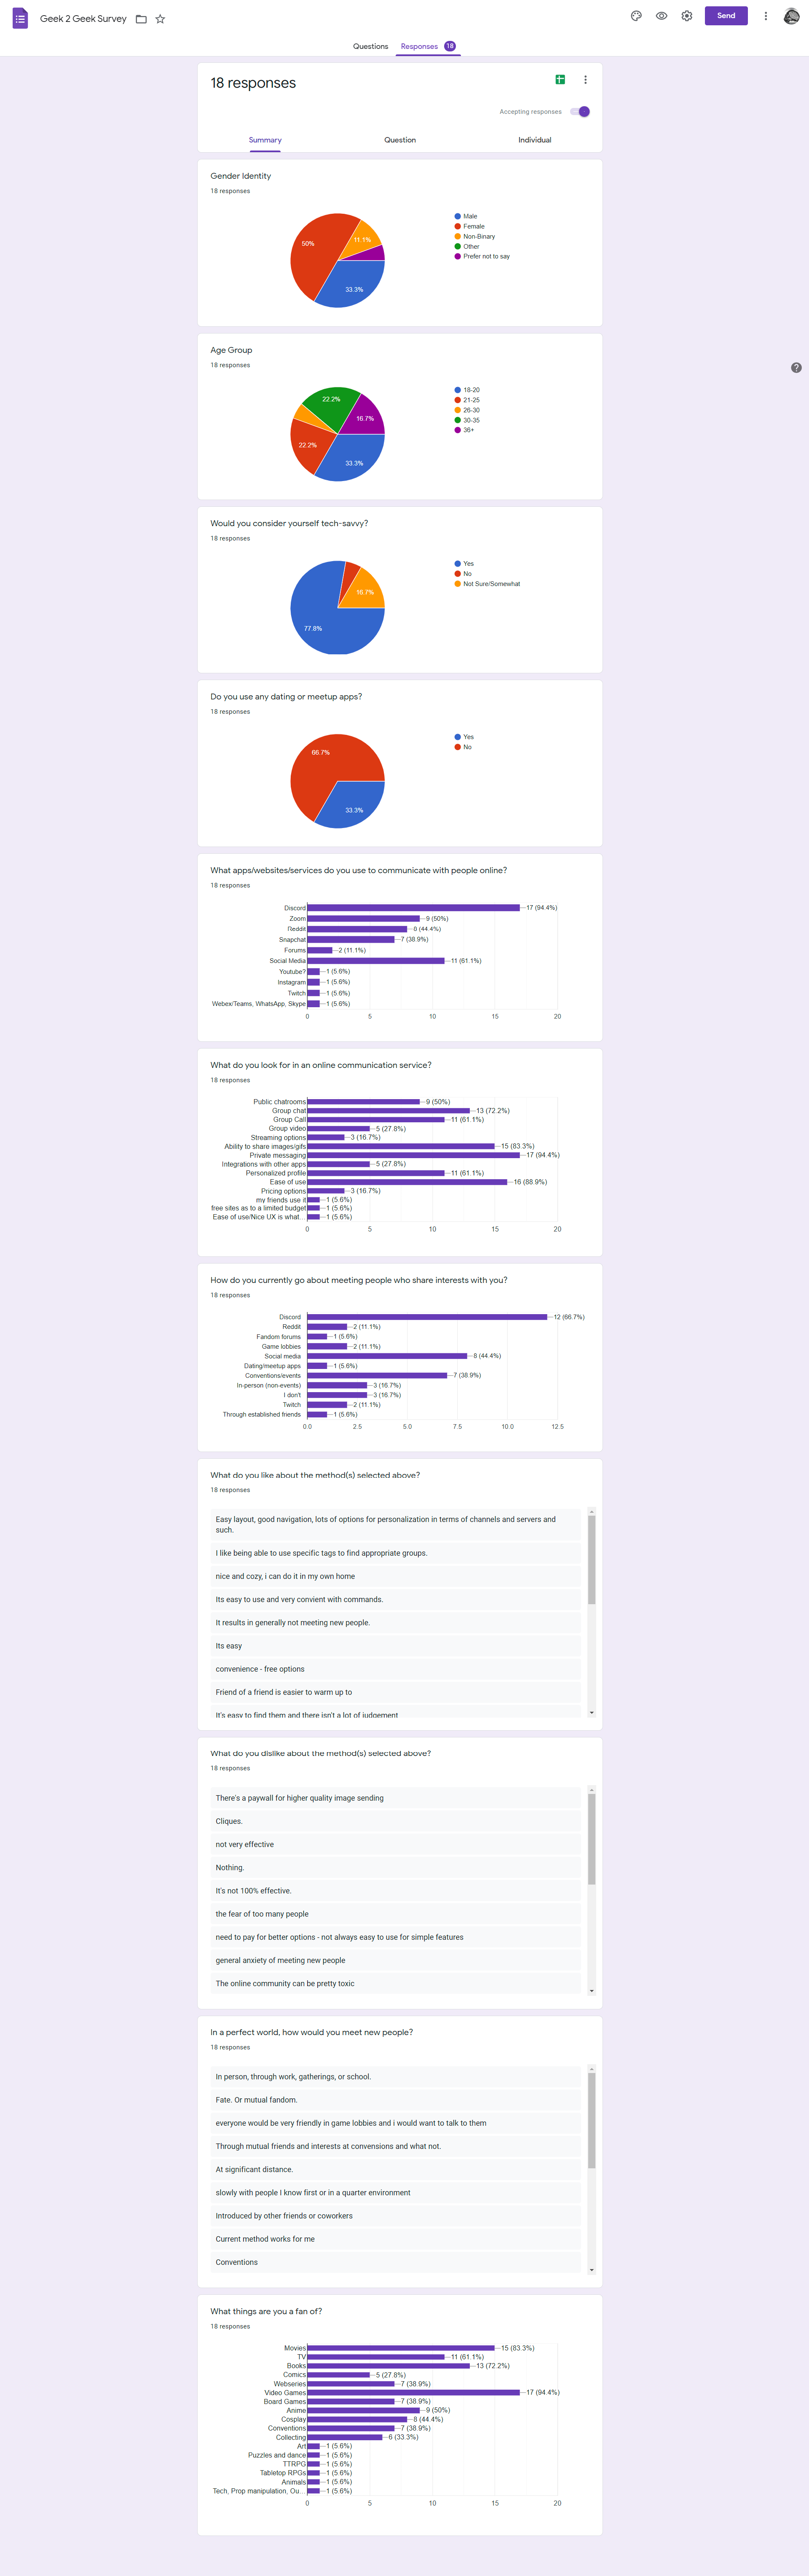 Geek 2 Geek Survey
Send
Questions
Responses 18
18 responses
Accepting responses
Summary
Question
Individual
Gender Identity
18 responses
50%
11.1%
33.3%
Male
Female
Non-Binary
Other
Prefer not to say
Age Group
18 responses
22.2%
16.7%
22.2%
33.3%
18-20
21-25
26-30
30-35
36+
Would you consider yourself tech-savvy?
18 responses
16.7%
77.8%
Yes
No
Not Sure/Somewhat
Do you use any dating or meetup apps?
18 responses
66.7%
33.3%
Yes
No
What apps/websites/services do you use to communicate with people online?
18 responses
Discord 17 (94.4%)
Zoom 9 (50%)
Reddit 8 (44.4%)
Snapchat 7 (38.9%)
Forums 2 (11.1%)
Social Media 11 (61.1%)
Youtube? 1 (5.6%)
Instagram 1 (5.6%)
Twitch 1 (5.6%)
Webex/Teams, WhatsApp, Skype 1 (5.6%)
0 5 10 15 20
What do you look for in an online communication service?
18 responses
Public chatrooms 9 (50%)
Group chat 13 (72.2%)
Group Call 11 (61.1%)
Group video 5 (27.8%)
Streaming options 3 (16.7%)
Ability to share images/gifs 15 (83.3%)
Private messaging 17 (94.4%)
Integrations with other apps 5 (27.8%)
Personalized profile 11 (61.1%)
Ease of use 16 (88.9%)
Pricing options 3 (16.7%)
my friends use it 1 (5.6%)
free sites as to a limited budget 1 (5.6%)
Ease of use/Nice UX is what... 1 (5.6%)
0 5 10 15 20
How do you currently go about meeting people who share interests with you?
18 responses
Discord 12 (66.7%)
Reddit 2 (11.1%)
Fandom forums 1 (5.6%)
Game lobbies 2 (11.1%)
Social media 8 (44.4%)
Dating/meetup apps 1 (5.6%)
Conventions/events 7 (38.9%)
In-person (non-events) 3 (16.7%)
I don't 3 (16.7%)
Twitch 2 (11.1%)
Through established friends 1 (5.6%)
0.0 2.5 5.0 7.5 10.0 12.5
What do you like about the method(s) selected above?
18 responses
Easy layout, good navigation, lots of options for personalization in terms of channels and servers and
such.
I like being able to use specific tags to find appropriate groups.
nice and cozy, i can do it in my own home
Its easy to use and very convient with commands.
It results in generally not meeting new people.
Its easy
convenience - free options
Friend of a friend is easier to warm up to
It's easy to find them and there isn't a lot of judgement
What do you dislike about the method(s) selected above?
18 responses
There's a paywall for higher quality image sending
Cliques.
not very effective
Nothing.
It's not 100% effective.
the fear of too many people
need to pay for better options - not always easy to use for simple features
general anxiety of meeting new people
The online community can be pretty toxic
In a perfect world, how would you meet new people?
18 responses
In person, through work, gatherings, or school.
Fate. Or mutual fandom.
everyone would be very friendly in game lobbies and i would want to talk to them
Through mutual friends and interests at convensions and what not.
At significant distance.
slowly with people I know first or in a quarter environment
Introduced by other friends or coworkers
Current method works for me
Conventions
What things are you a fan of?
18 responses
Movies 15 (83.3%)
TV 11 (61.1%)
Books 13 (72.2%)
Comics 5 (27.8%)
Webseries 7 (38.9%)
Video Games 17 (94.4%)
Board Games 7 (38.9%)
Anime 9 (50%)
Cosplay 8 (44.4%)
Conventions 7 (38.9%)
Collecting 6 (33.3%)
Art 1 (5.6%)
Puzzles and dance 1 (5.6%)
TTRPG 1 (5.6%)
Tabletop RPGs 1 (5.6%)
Animals 1 (5.6%)
Tech, Prop manipulation, Ou... 1 (5.6%)
0 5 10 15 20